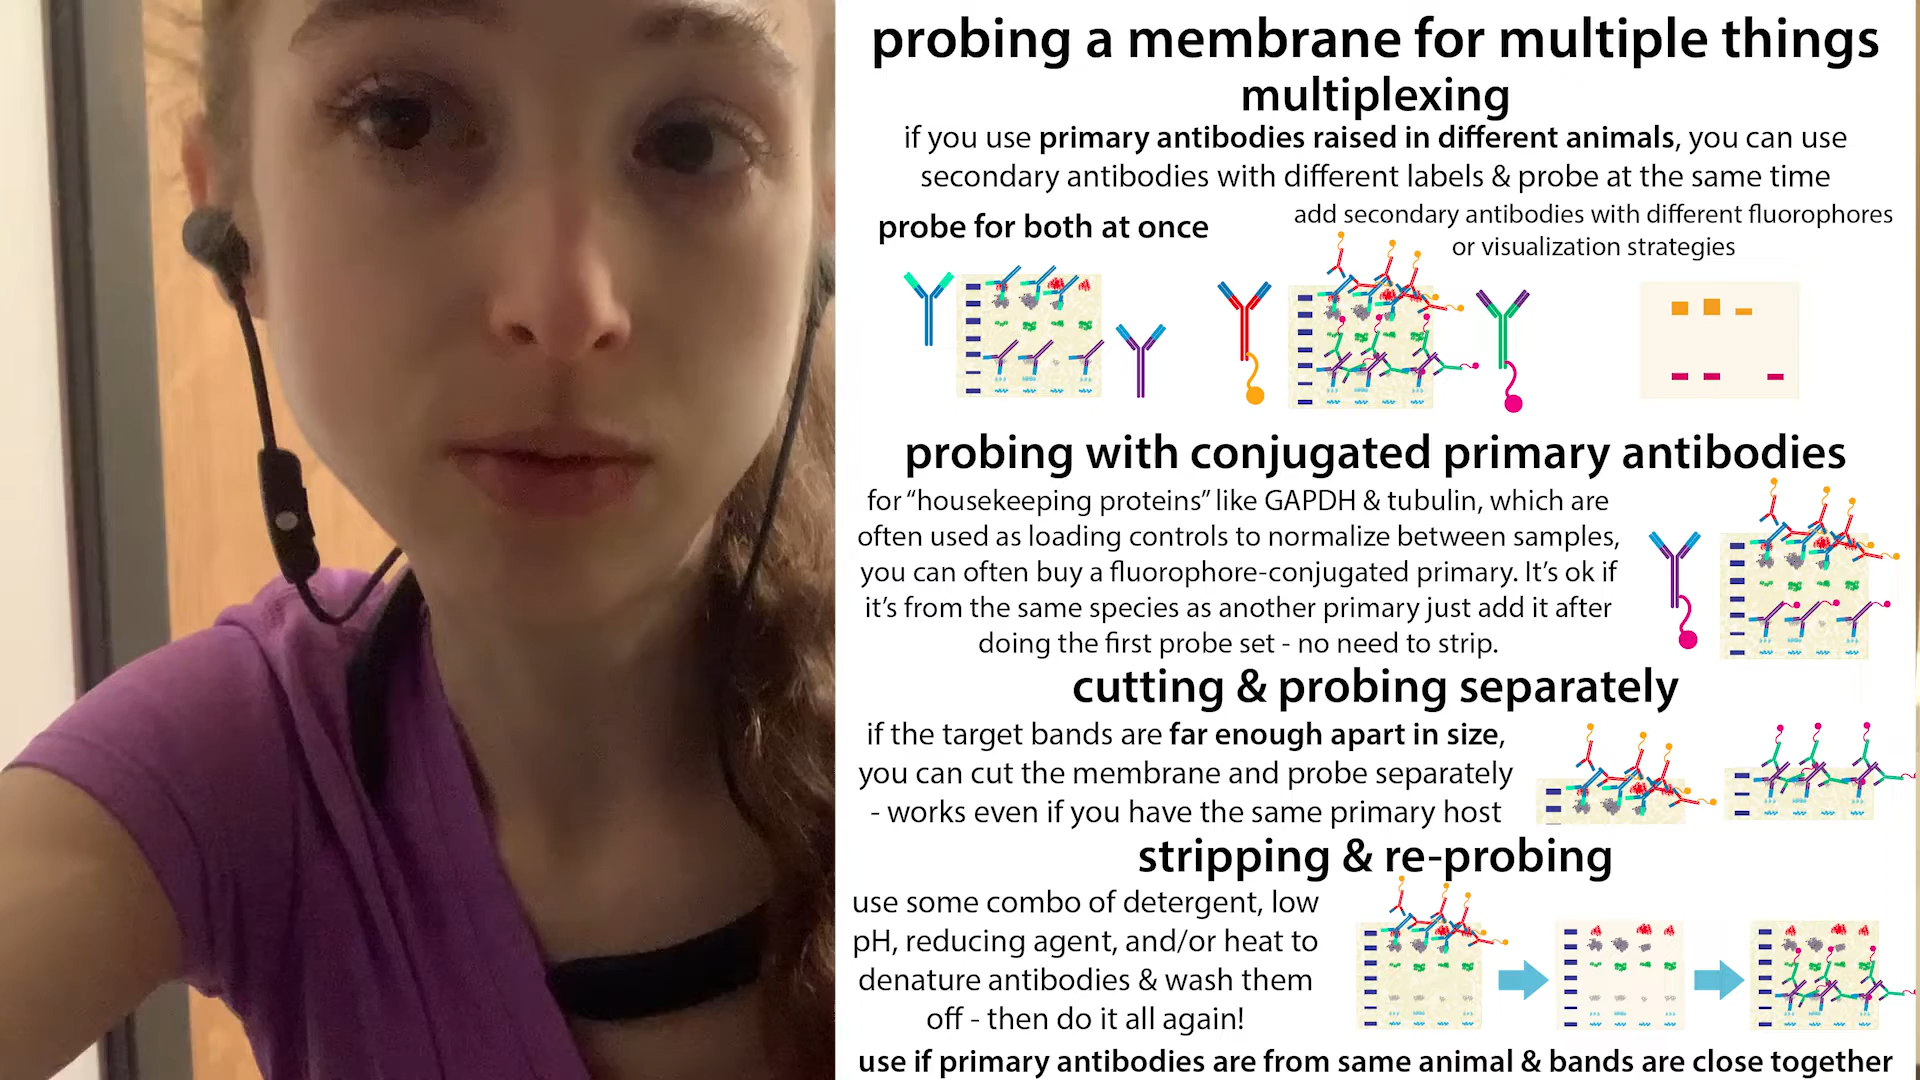 probing a membrane for multiple things
multiplexing
if you use primary antibodies raised in different animals, you can use
secondary antibodies with different labels & probe at the same time
probe for both at once
add secondary antibodies with different fluorophores
or visualization strategies
probing with conjugated primary antibodies
for “housekeeping proteins” like GAPDH & tubulin, which are
often used as loading controls to normalize between samples,
you can often buy a fluorophore-conjugated primary. It’s ok if
it’s from the same species as another primary just add it after
doing the first probe set - no need to strip.
cutting & probing separately
if the target bands are far enough apart in size,
you can cut the membrane and probe separately
- works even if you have the same primary host
stripping & re-probing
use some combo of detergent, low
pH, reducing agent, and/or heat to
denature antibodies & wash them
off - then do it all again!
use if primary antibodies are from same animal & bands are close together